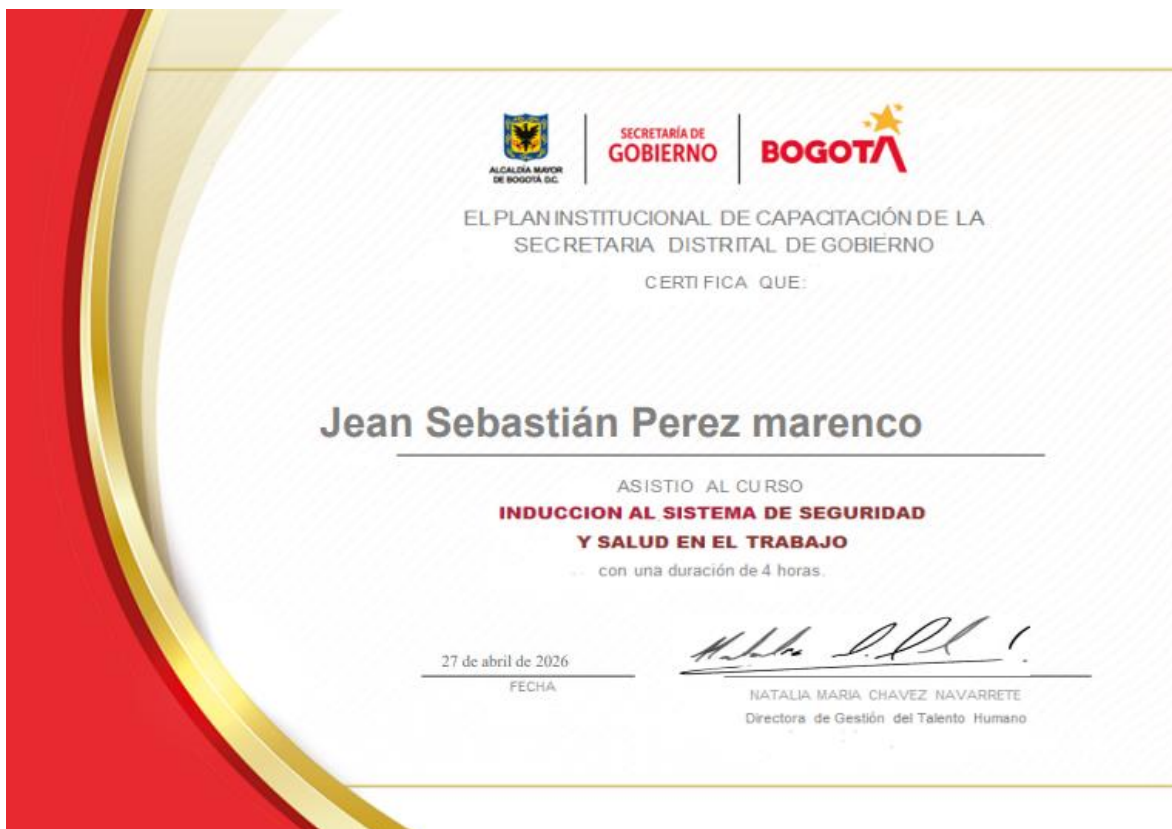 ALCALDÍA MAYOR
DE BOGOTÁ D.C.
SECRETARÍA DE
GOBIERNO
BOGOTÁ
EL PLAN INSTITUCIONAL DE CAPACITACIÓN DE LA
SECRETARIA DISTRITAL DE GOBIERNO
CERTIFICA QUE:
Jean Sebastián Perez marenco
ASISTIO AL CURSO
INDUCCION AL SISTEMA DE SEGURIDAD
Y SALUD EN EL TRABAJO
con una duración de 4 horas.
27 de abril de 2026
FECHA
NATALIA MARIA CHAVEZ NAVARRETE
Directora de Gestión del Talento Humano